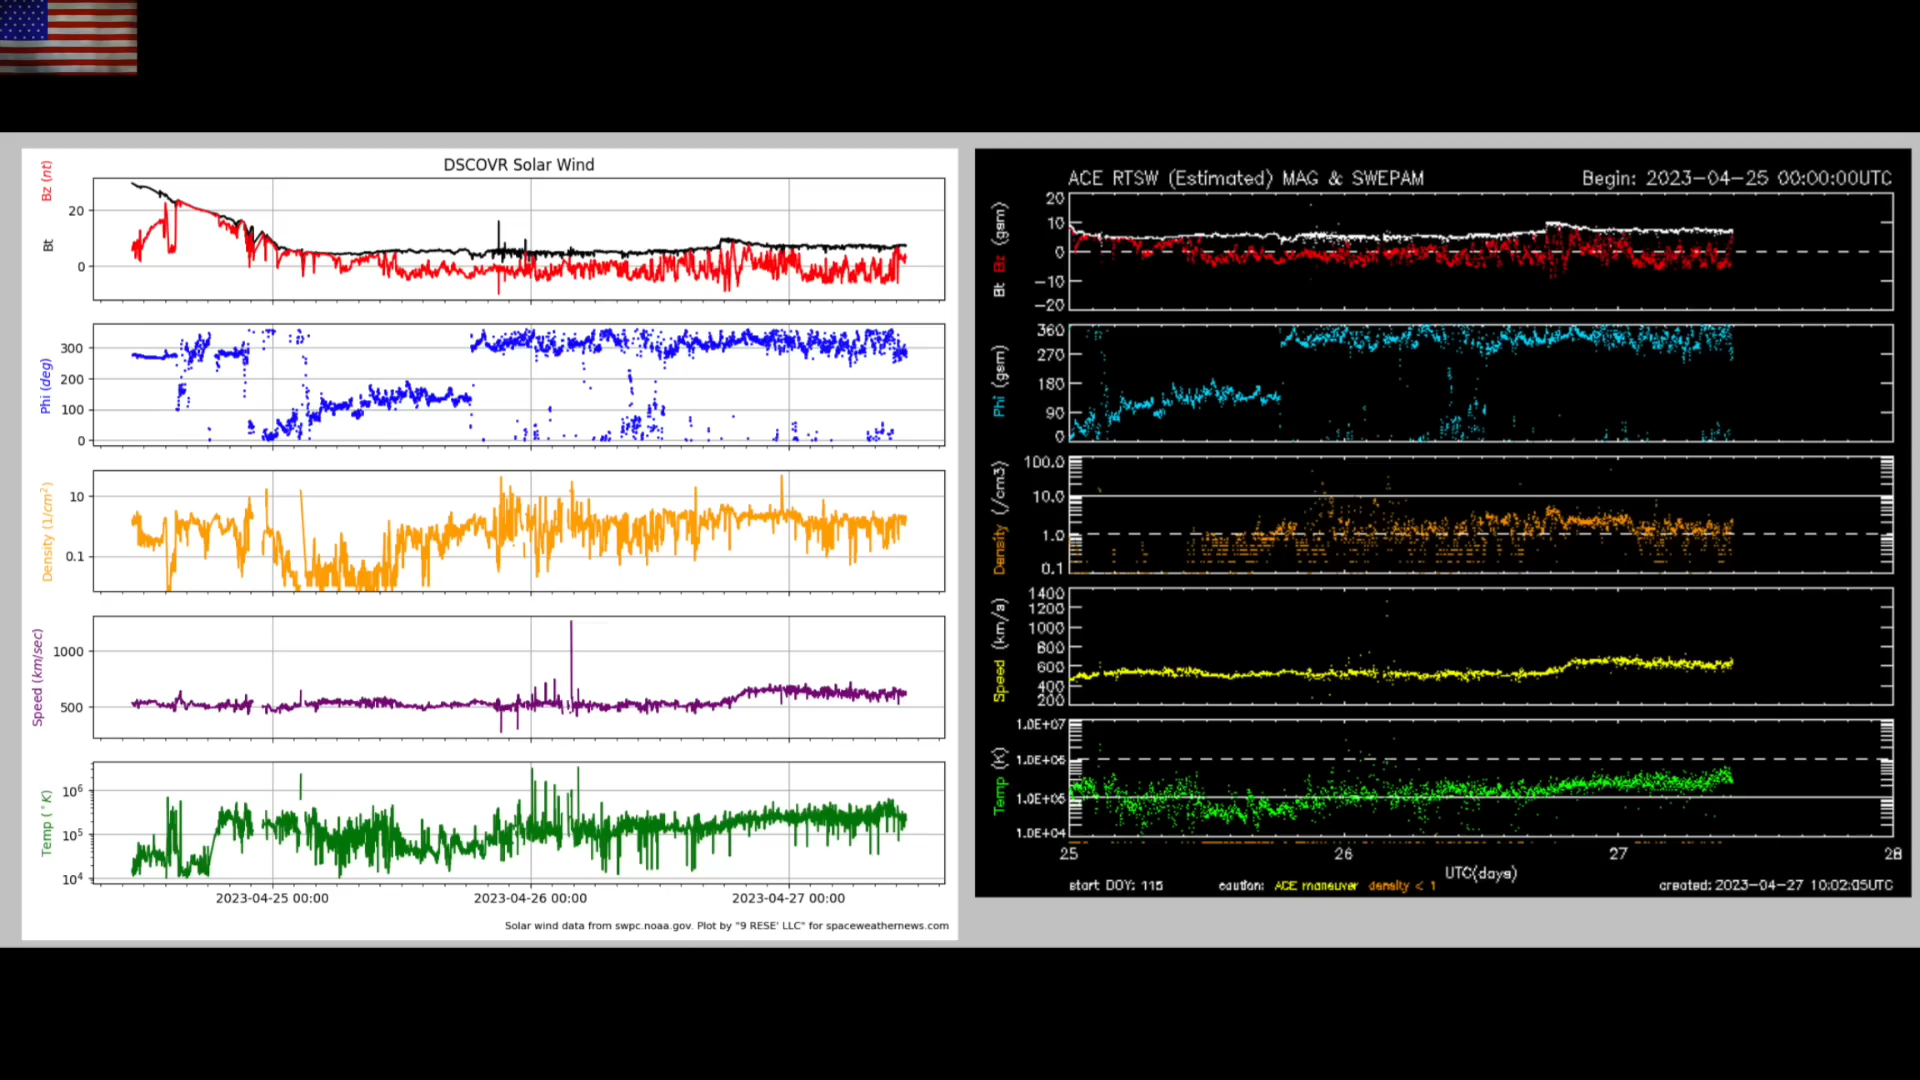 DSCOVR Solar Wind
Bz (nt)
Bt
20
0
Phi (deg)
300
200
100
0
Density (1/cm²)
10
0.1
Speed (km/sec)
1000
500
Temp (°K)
10⁶
10⁵
10⁴
2023-04-25 00:00
2023-04-26 00:00
2023-04-27 00:00
Solar wind data from swpc.noaa.gov. Plot by "9 RESE' LLC" for spaceweathernews.com
ACE RTSW (Estimated) MAG & SWEPAM
Begin: 2023-04-25 00:00:00UTC
Bt Bz (gsm)
20
10
0
-10
-20
Phi (gsm)
360
270
180
90
0
Density (/cm3)
100.0
10.0
1.0
0.1
Speed (km/s)
1400
1200
1000
800
600
400
200
Temp (K)
1.0E+07
1.0E+06
1.0E+05
1.0E+04
25
26
27
28
UTC(days)
start DOY: 115
caution: ACE maneuver density < 1
created: 2023-04-27 10:02:05UTC